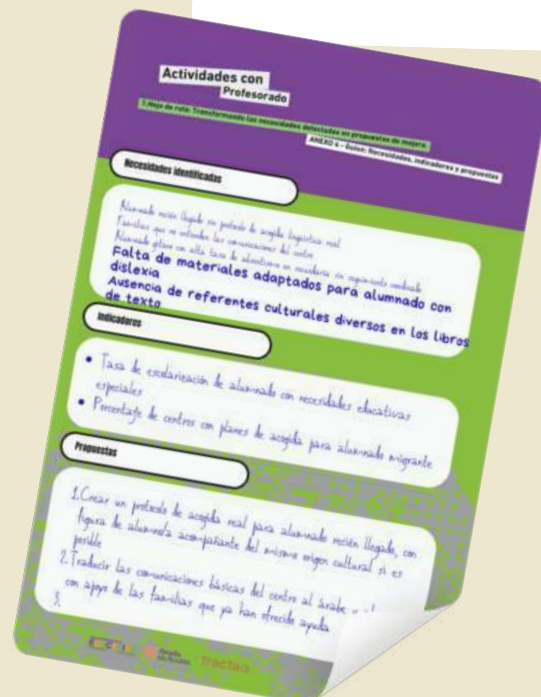 Actividades con
Profesorado
1.Hoja de ruta: Transformando las necesidades detectadas en propuestas de mejora.
ANEXO 4 - Guion: Necesidades, indicadores y propuestas
Necesidades identificadas
Alumnado recién llegado sin protocolo de acogida lingüística real
Familias que no entienden las comunicaciones del centro
Alumnado gitano con alta tasa de absentismo en secundaria sin seguimiento coordinado
Falta de materiales adaptados para alumnado con
dislexia
Ausencia de referentes culturales diversos en los libros
de texto
Indicadores
• Tasa de escolarización de alumnado con necesidades educativas
especiales
• Porcentaje de centros con planes de acogida para alumnado migrante
Propuestas
1.Crear un protocolo de acogida real para alumnado recién llegado, con
figura de alumno/a acompañante del mismo origen cultural si es
posible
2.Traducir las comunicaciones básicas del centro al árabe
con apoyo de las familias que ya han ofrecido ayuda
3.
fractals